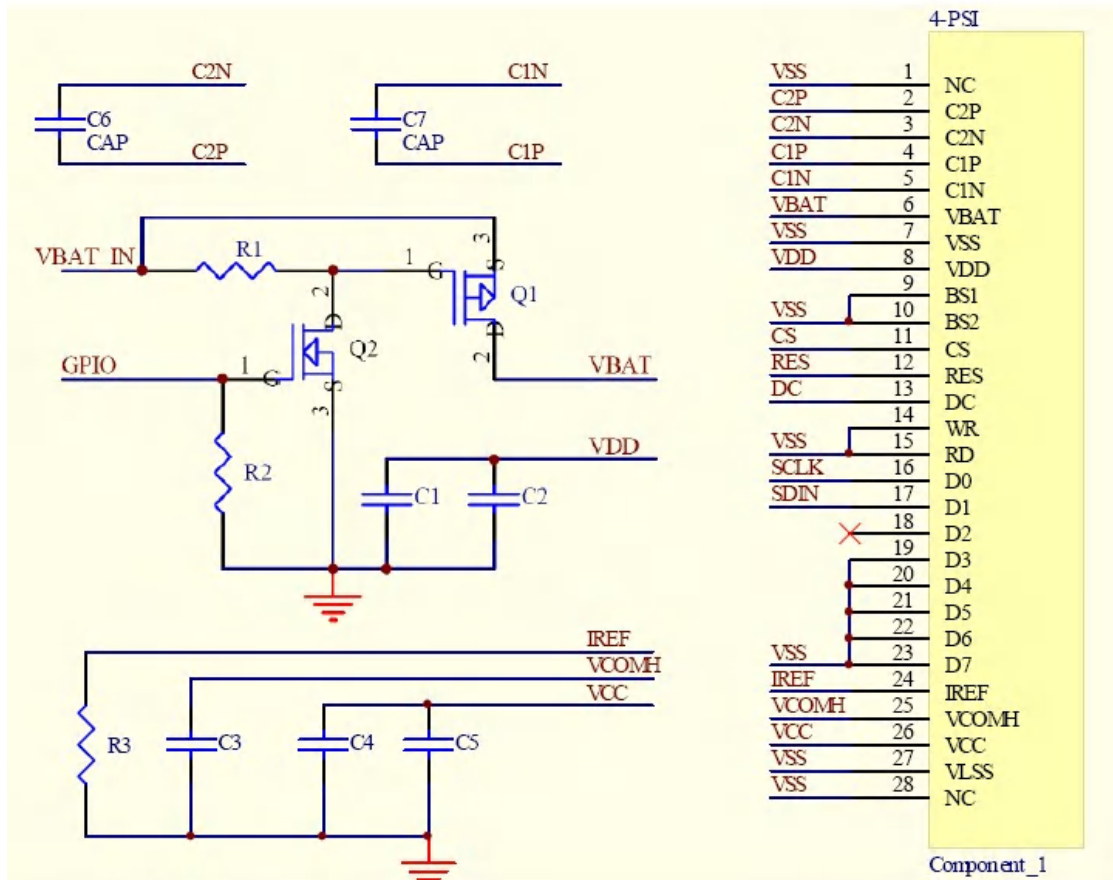 4-PSI
C2N
C6
CAP
C2P
C1N
C7
CAP
C1P
VBAT_IN
R1
1
G
3
S
Q1
D
2
VBAT
2
D
Q2
GPIO
1
G
S
3
R2
VDD
C1
C2
IREF
VCOMH
VCC
R3
C3
C4
C5
VSS 1 NC
C2P 2 C2P
C2N 3 C2N
C1P 4 C1P
C1N 5 C1N
VBAT 6 VBAT
VSS 7 VSS
VDD 8 VDD
9 BS1
VSS 10 BS2
CS 11 CS
RES 12 RES
DC 13 DC
14 WR
VSS 15 RD
SCLK 16 D0
SDIN 17 D1
18 D2
19 D3
20 D4
21 D5
22 D6
VSS 23 D7
IREF 24 IREF
VCOMH 25 VCOMH
VCC 26 VCC
VSS 27 VLSS
VSS 28 NC
Component_1